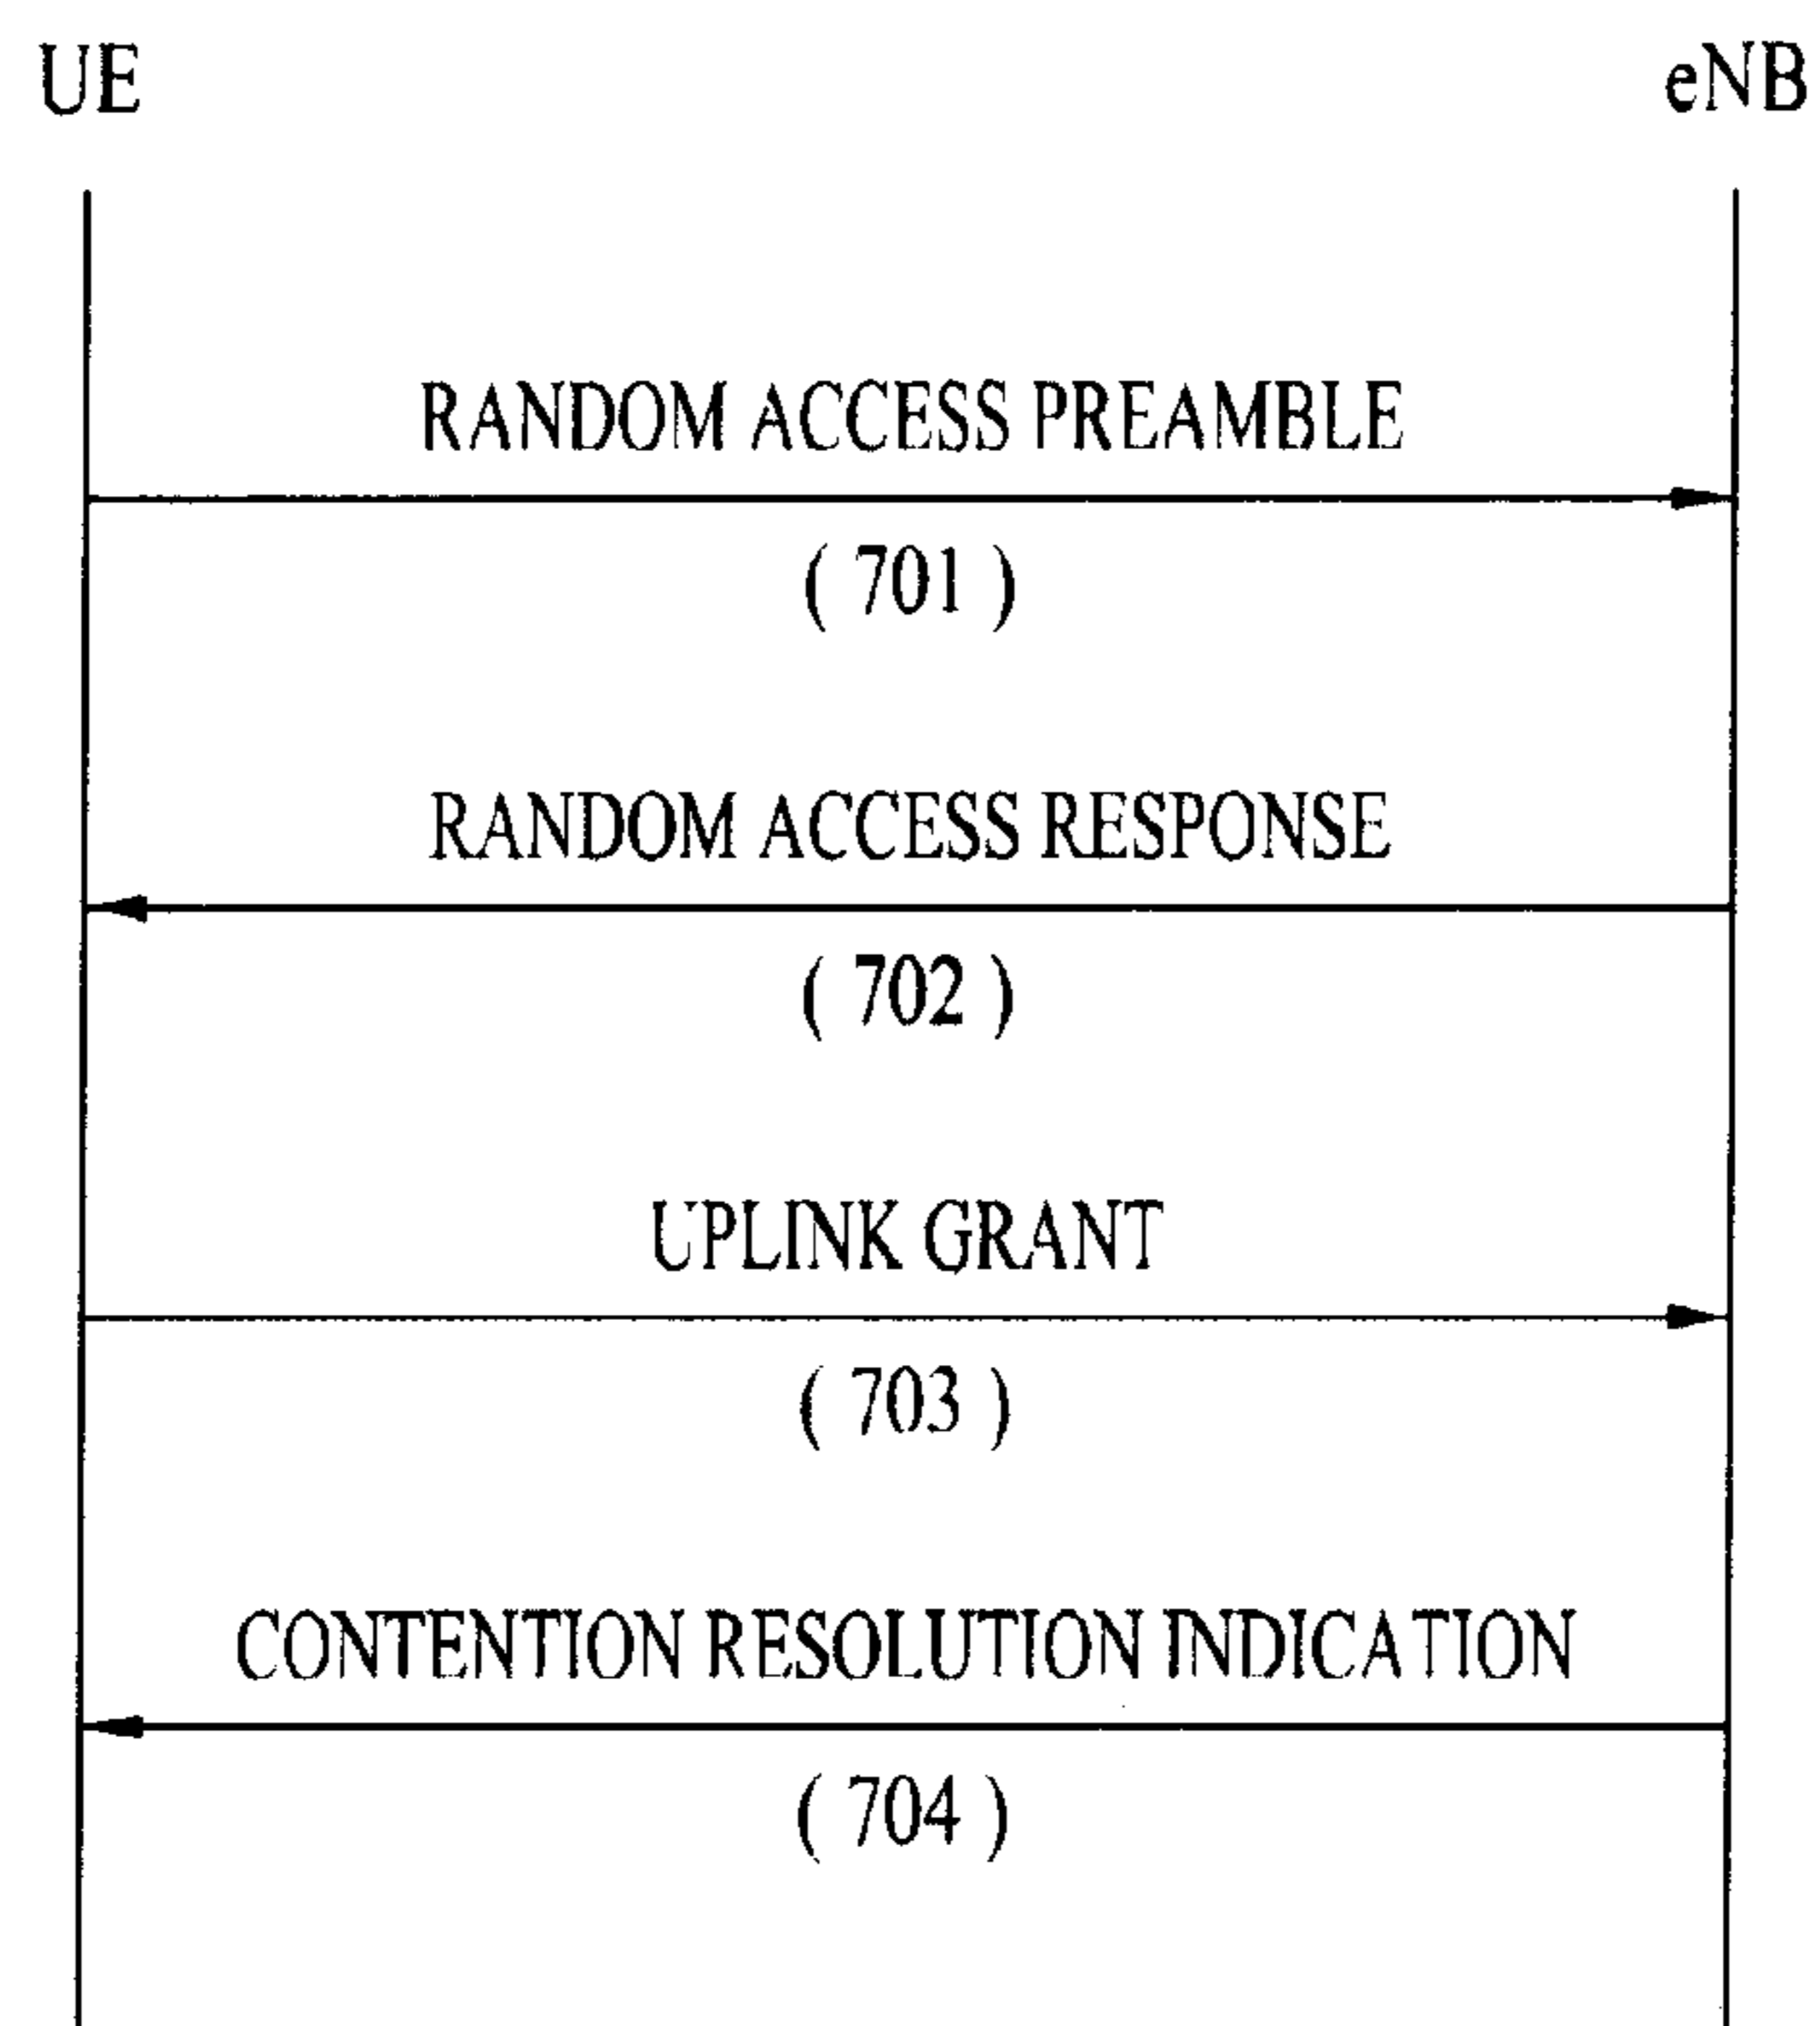 UE eNB
RANDOM ACCESS PREAMBLE
( 701 )
RANDOM ACCESS RESPONSE
( 702 )
UPLINK GRANT
( 703 )
CONTENTION RESOLUTION INDICATION
( 704 )